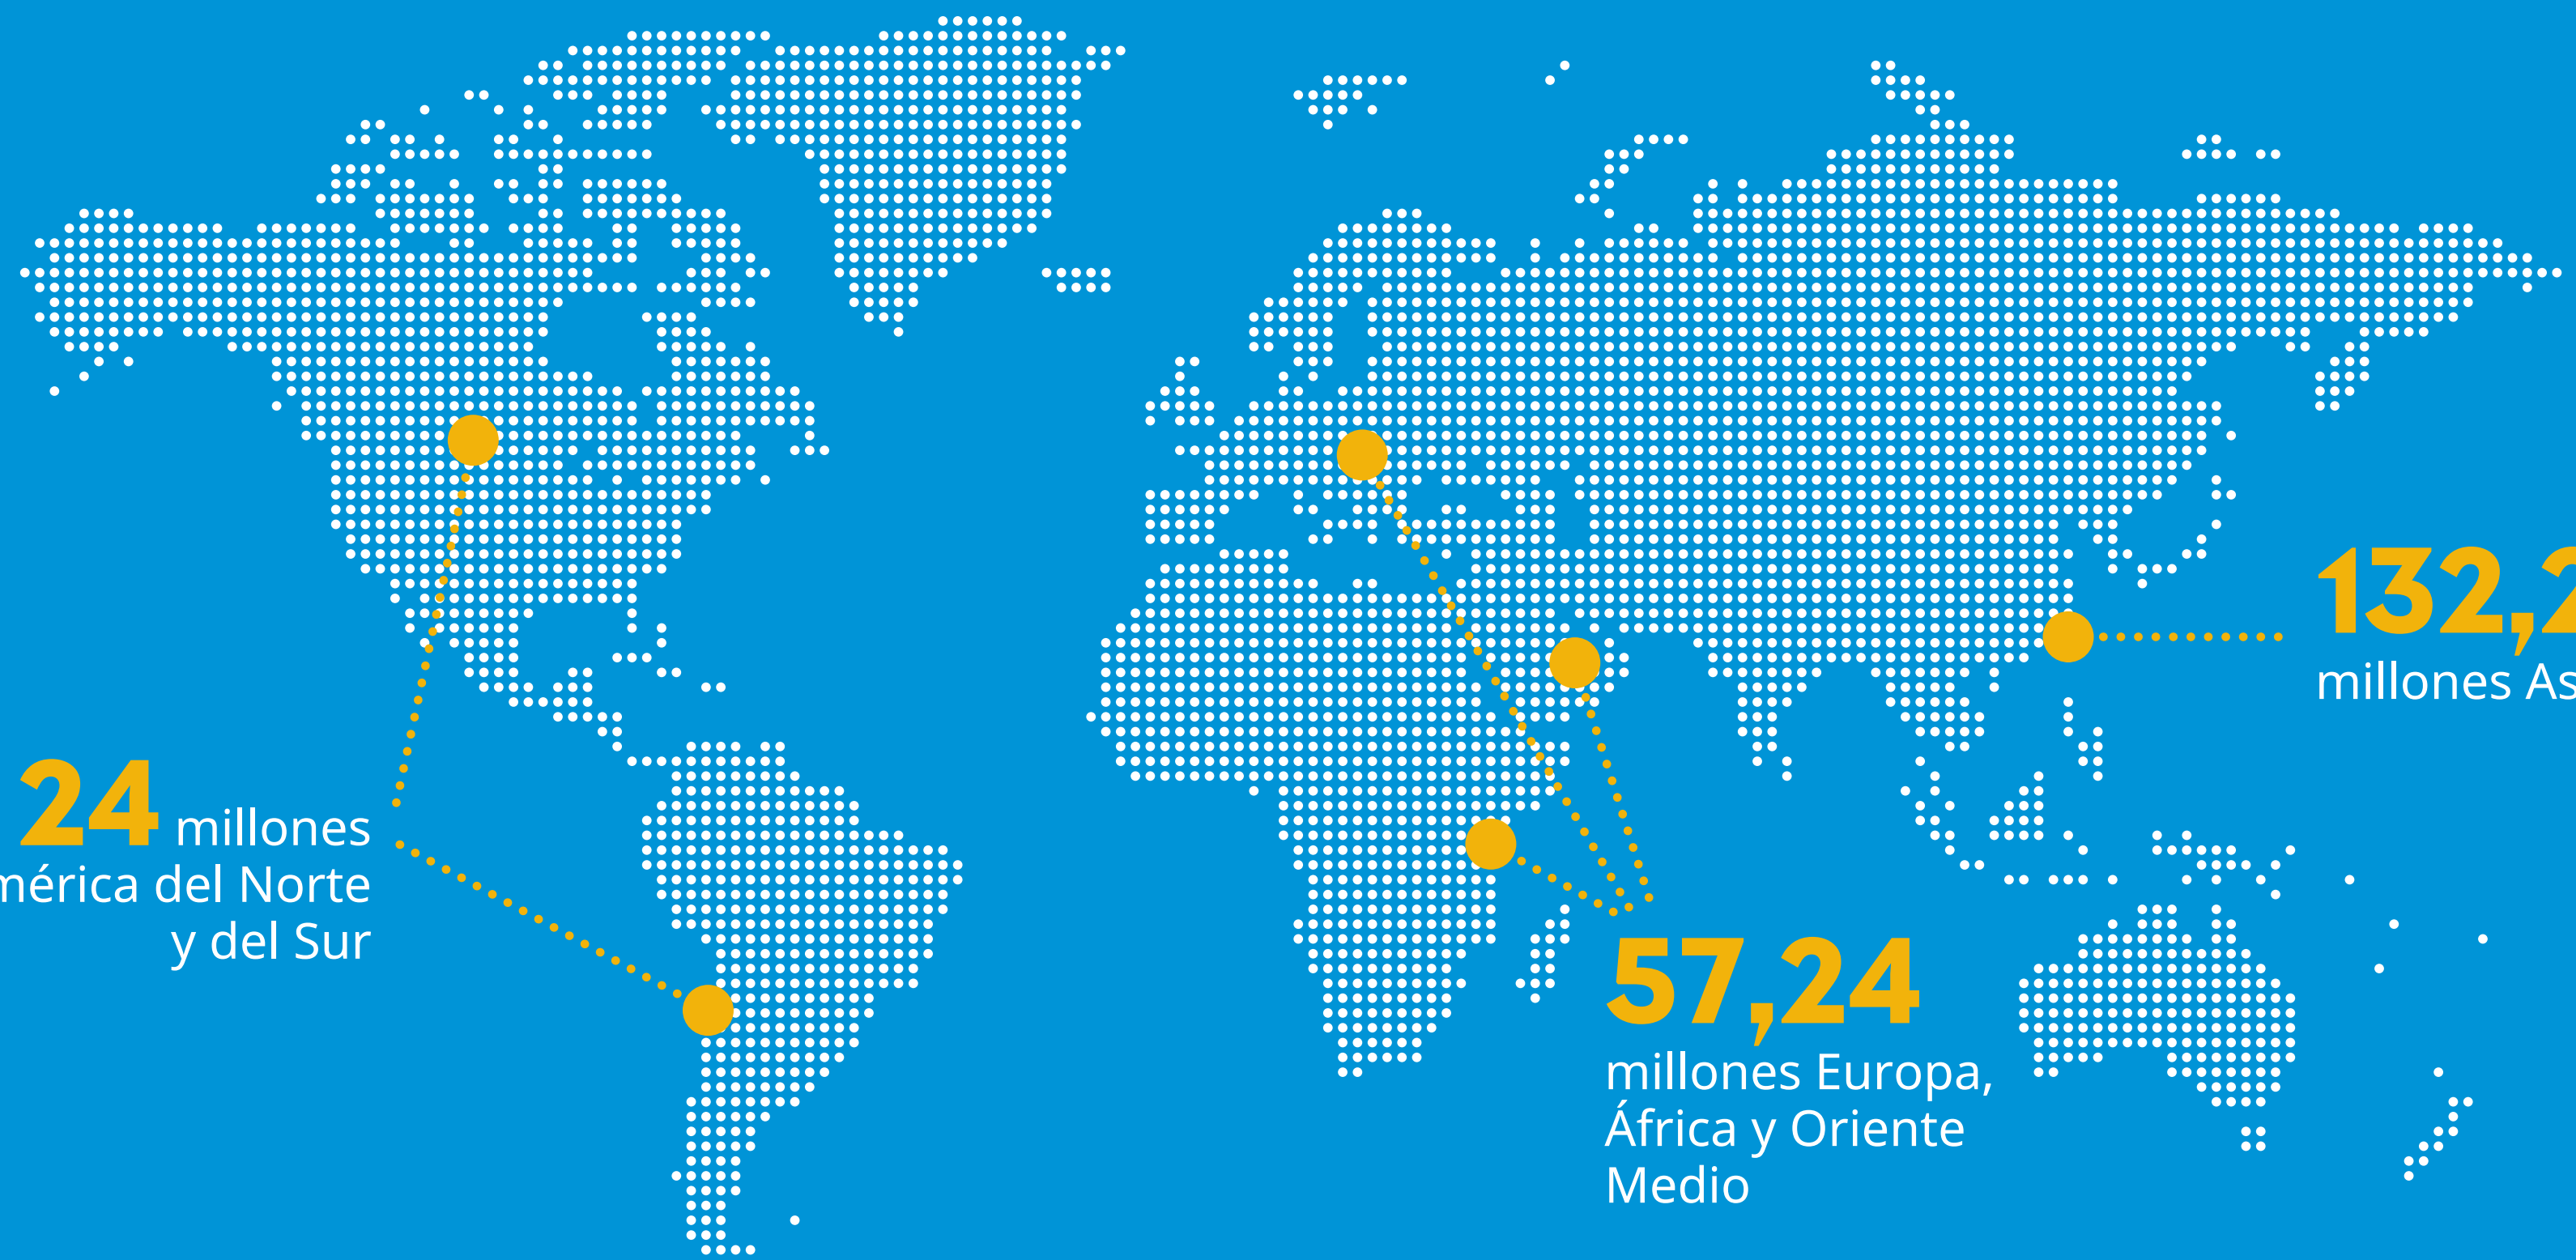 24 millones
mérica del Norte
y del Sur
57,24
millones Europa,
África y Oriente
Medio
132,2
millones As